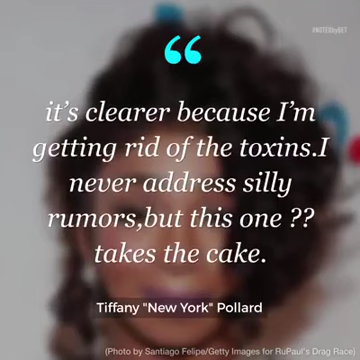 #NOTEDbyBET
“
it’s clearer because I’m
getting rid of the toxins.I
never address silly
rumors,but this one ??
takes the cake.
Tiffany "New York" Pollard
(Photo by Santiago Felipe/Getty Images for RuPaul's Drag Race)